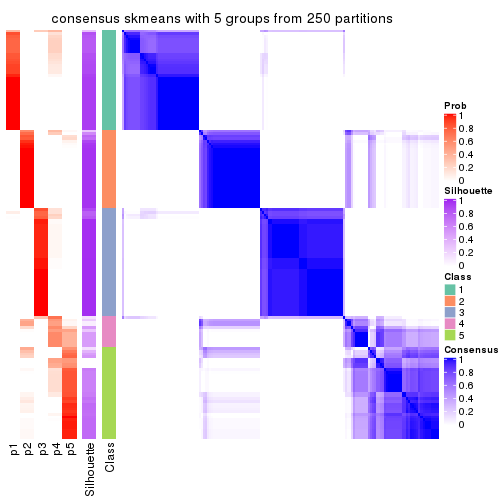 consensus skmeans with 5 groups from 250 partitions
Prob
1
0.8
0.6
0.4
0.2
0
Silhouette
1
0.8
0.6
0.4
0.2
0
Class
1
2
3
4
5
Consensus
1
0.8
0.6
0.4
0.2
0
p1
p2
p3
p4
p5
Silhouette
Class